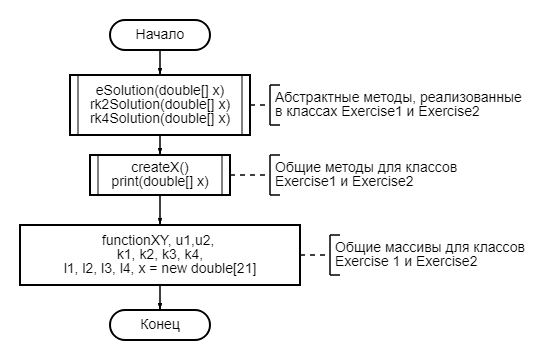 Начало
eSolution(double[] x)
rk2Solution(double[] x)
rk4Solution(double[] x)
Абстрактные методы, реализованные
в классах Exercise1 и Exercise2
createX()
print(double[] x)
Общие методы для классов
Exercise1 и Exercise2
functionXY, u1,u2,
k1, k2, k3, k4,
l1, l2, l3, l4, x = new double[21]
Общие массивы для классов
Exercise 1 и Exercise2
Конец